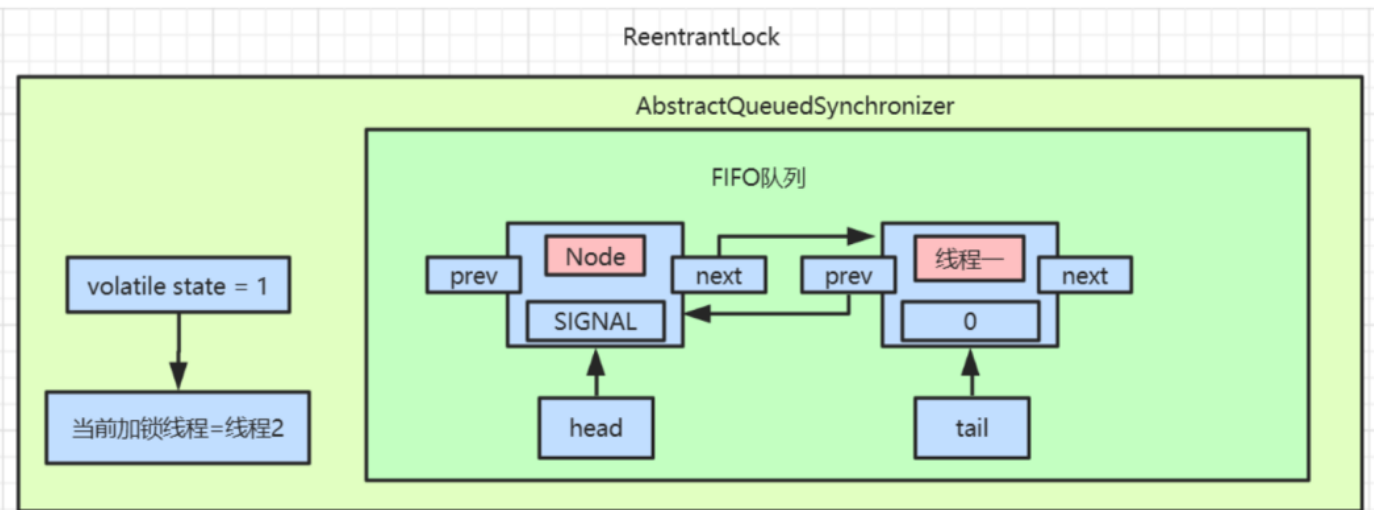 ReentrantLock
AbstractQueuedSynchronizer
FIFO队列
prev
Node
next
SIGNAL
prev
线程一
next
0
volatile state = 1
当前加锁线程=线程2
head
tail